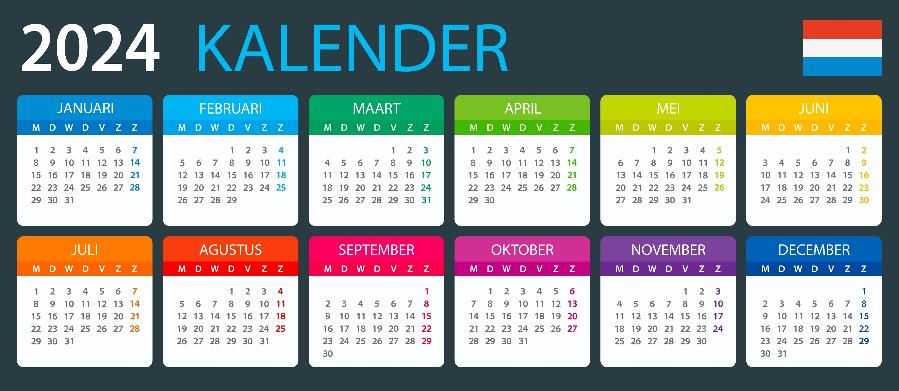 2024 KALENDER
JANUARI
M D W D V Z Z
1 2 3 4 5 6 7
8 9 10 11 12 13 14
15 16 17 18 19 20 21
22 23 24 25 26 27 28
29 30 31
FEBRUARI
M D W D V Z Z
1 2 3 4
5 6 7 8 9 10 11
12 13 14 15 16 17 18
19 20 21 22 23 24 25
26 27 28 29
MAART
M D W D V Z Z
1 2 3
4 5 6 7 8 9 10
11 12 13 14 15 16 17
18 19 20 21 22 23 24
25 26 27 28 29 30 31
APRIL
M D W D V Z Z
1 2 3 4 5 6 7
8 9 10 11 12 13 14
15 16 17 18 19 20 21
22 23 24 25 26 27 28
29 30
MEI
M D W D V Z Z
1 2 3 4 5
6 7 8 9 10 11 12
13 14 15 16 17 18 19
20 21 22 23 24 25 26
27 28 29 30 31
JUNI
M D W D V Z Z
1 2
3 4 5 6 7 8 9
10 11 12 13 14 15 16
17 18 19 20 21 22 23
24 25 26 27 28 29 30
JULI
M D W D V Z Z
1 2 3 4 5 6 7
8 9 10 11 12 13 14
15 16 17 18 19 20 21
22 23 24 25 26 27 28
29 30 31
AGUSTUS
M D W D V Z Z
1 2 3 4
5 6 7 8 9 10 11
12 13 14 15 16 17 18
19 20 21 22 23 24 25
26 27 28 29 30 31
SEPTEMBER
M D W D V Z Z
1
2 3 4 5 6 7 8
9 10 11 12 13 14 15
16 17 18 19 20 21 22
23 24 25 26 27 28 29
30
OKTOBER
M D W D V Z Z
1 2 3 4 5 6
7 8 9 10 11 12 13
14 15 16 17 18 19 20
21 22 23 24 25 26 27
28 29 30 31
NOVEMBER
M D W D V Z Z
1 2 3
4 5 6 7 8 9 10
11 12 13 14 15 16 17
18 19 20 21 22 23 24
25 26 27 28 29 30
DECEMBER
M D W D V Z Z
1
2 3 4 5 6 7 8
9 10 11 12 13 14 15
16 17 18 19 20 21 22
23 24 25 26 27 28 29
30 31